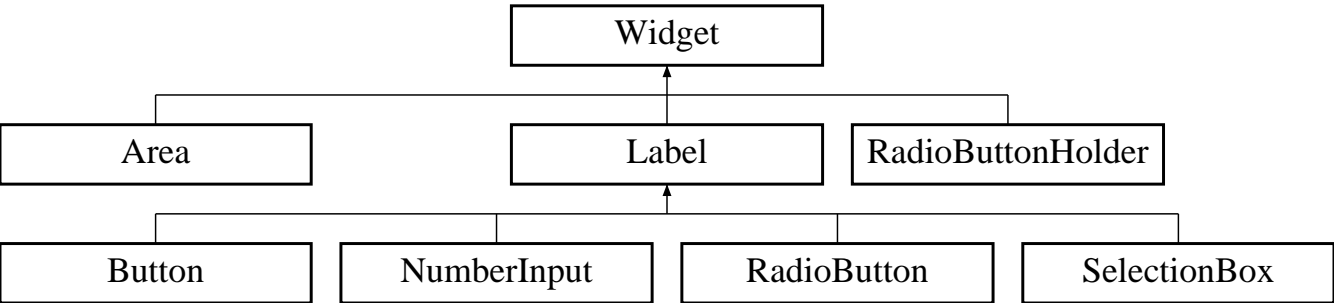 Widget
Area
Label
RadioButtonHolder
Button
NumberInput
RadioButton
SelectionBox